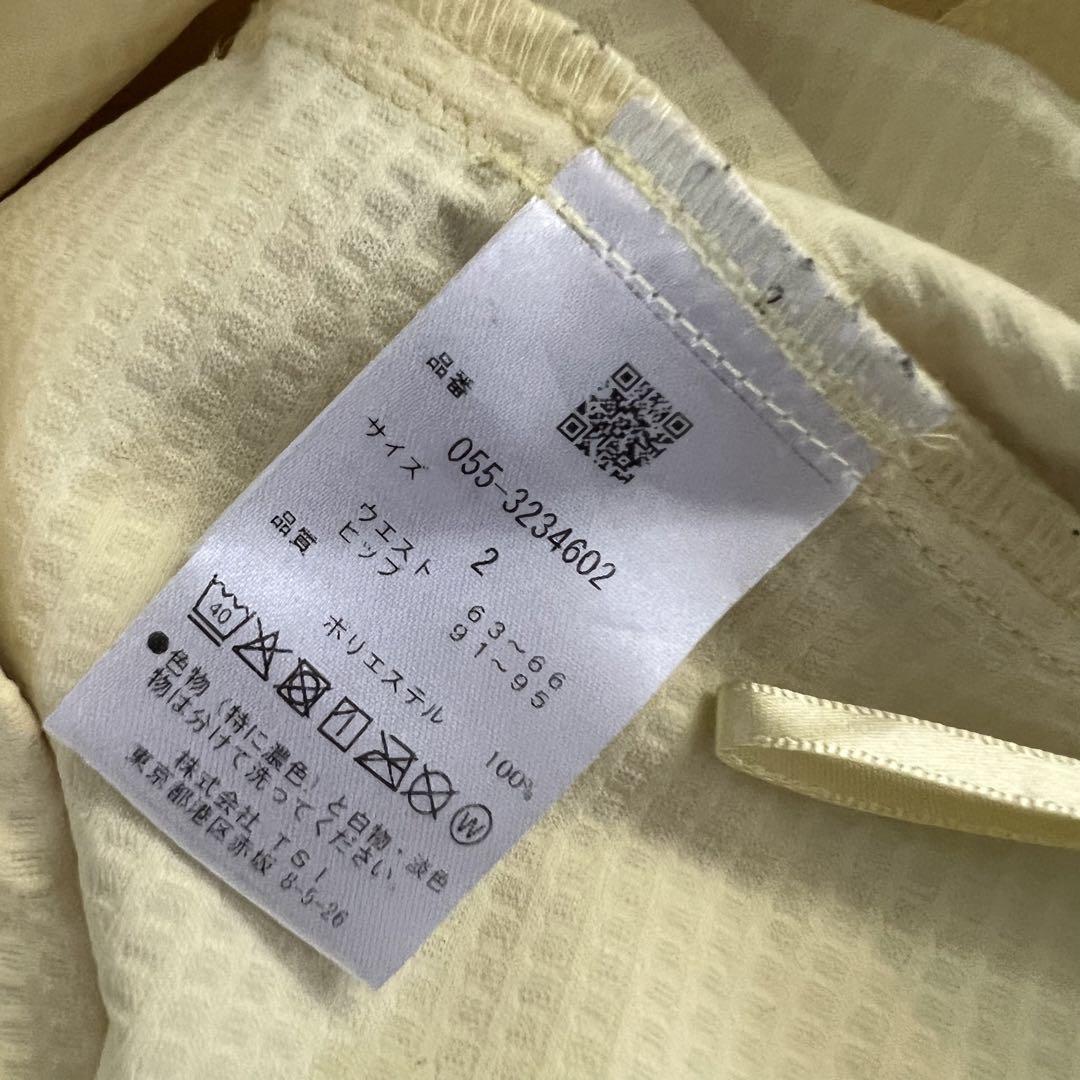 品番
055-3234602
サイズ
2
ウエスト 63〜66
ヒップ 91〜95
品質
ポリエステル 100%
40
W
●色物(特に濃色)と白物・淡色
物は分けて洗ってください。
株式会社 TSI
東京都港区赤坂 8-5-26